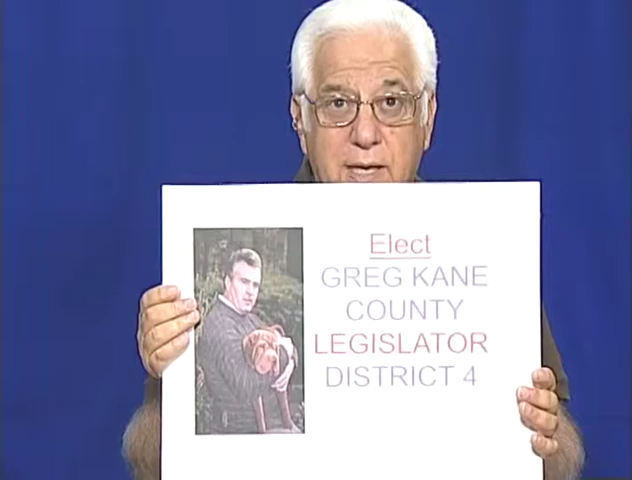 Elect
GREG KANE
COUNTY
LEGISLATOR
DISTRICT 4